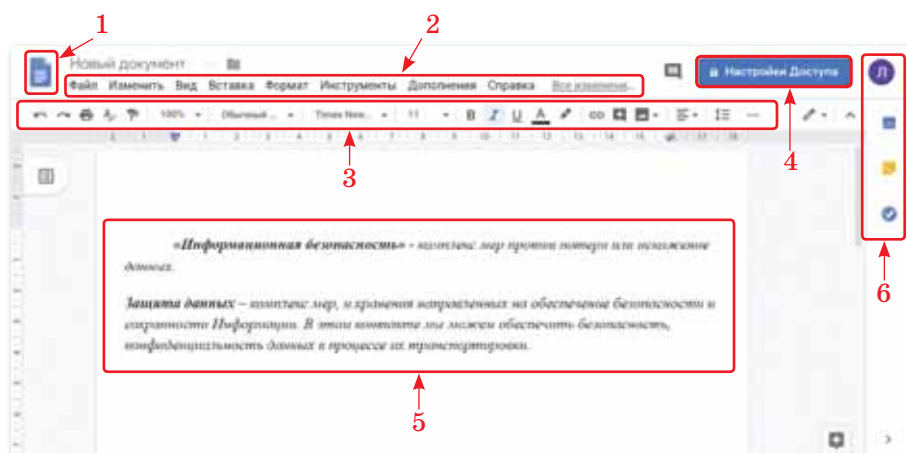 1
2
Новый документ
Файл Изменить Вид Вставка Формат Инструменты Дополнения Справка Все изменени...
Настройки Доступа
Л
100% Обычный ... Times New... 11 B I U A
3
4
«Информационная безопасность» - комплекс мер против потери или искажение
данных.
Защита данных – комплекс мер, и хранения направленных на обеспечение безопасности и
сохранности Информации. В этом контексте мы можем обеспечить безопасность,
конфиденциальность данных в процессе их транспортировки.
5
6